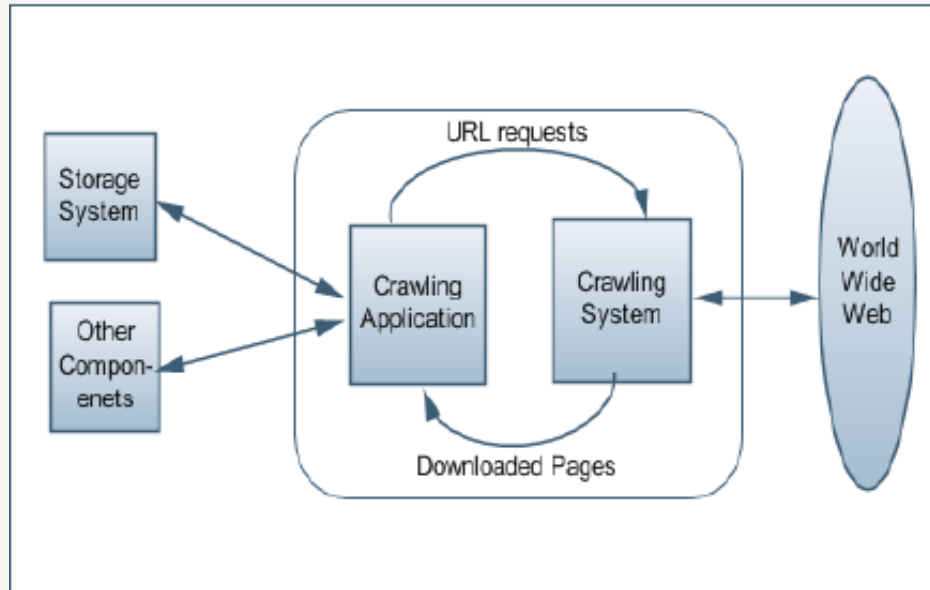 URL requests
Storage
System
Crawling
Application
Crawling
System
World
Wide
Web
Other
Compon-
enets
Downloaded Pages